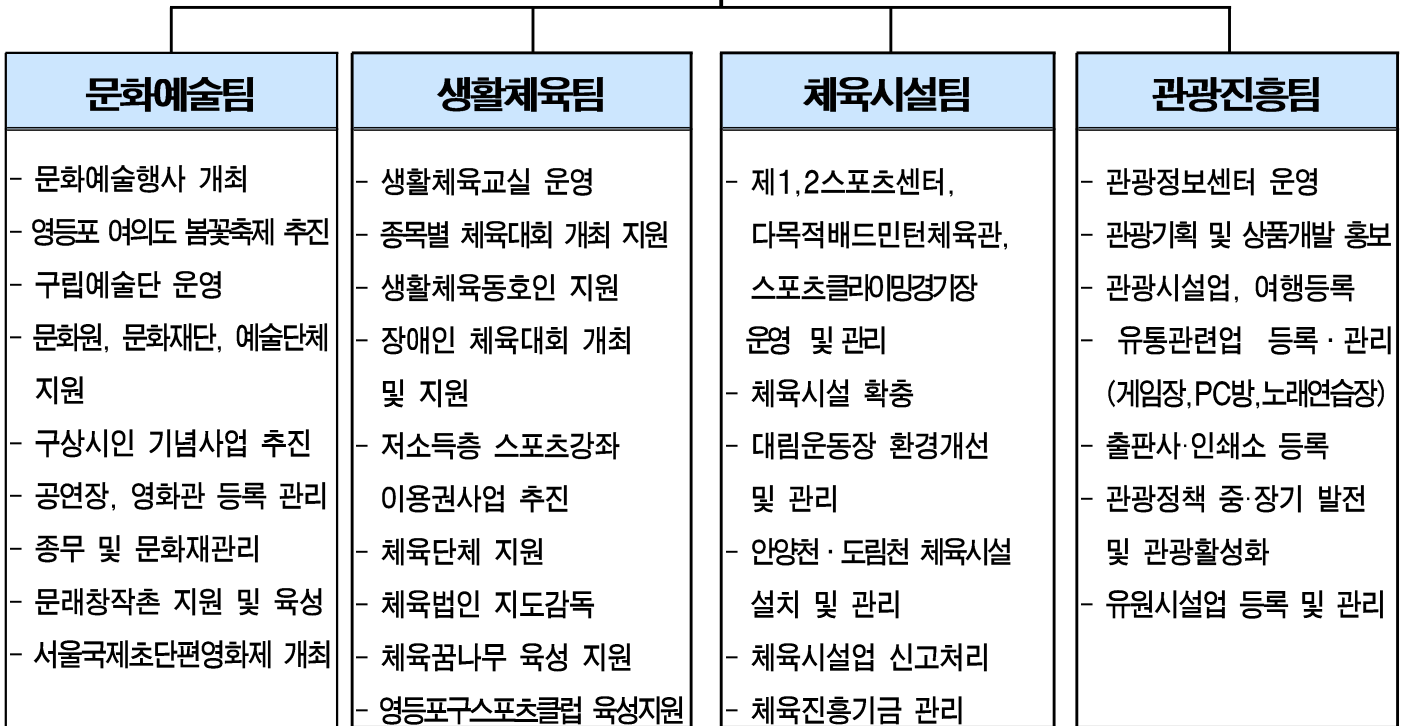 문화예술팀
- 문화예술행사 개최
- 영등포 여의도 봄꽃축제 추진
- 구립예술단 운영
- 문화원, 문화재단, 예술단체
지원
- 구상시인 기념사업 추진
- 공연장, 영화관 등록 관리
- 종무 및 문화재관리
- 문래창작촌 지원 및 육성
- 서울국제초단편영화제 개최
생활체육팀
- 생활체육교실 운영
- 종목별 체육대회 개최 지원
- 생활체육동호인 지원
- 장애인 체육대회 개최
및 지원
- 저소득층 스포츠강좌
이용권사업 추진
- 체육단체 지원
- 체육법인 지도감독
- 체육꿈나무 육성 지원
- 영등포구스포츠클럽 육성지원
체육시설팀
- 제1,2스포츠센터,
다목적배드민턴체육관,
스포츠클라이밍경기장
운영 및 관리
- 체육시설 확충
- 대림운동장 환경개선
및 관리
- 안양천·도림천 체육시설
설치 및 관리
- 체육시설업 신고처리
- 체육진흥기금 관리
관광진흥팀
- 관광정보센터 운영
- 관광기획 및 상품개발 홍보
- 관광시설업, 여행등록
- 유통관련업 등록·관리
(게임장,PC방,노래연습장)
- 출판사·인쇄소 등록
- 관광정책 중·장기 발전
및 관광활성화
- 유원시설업 등록 및 관리